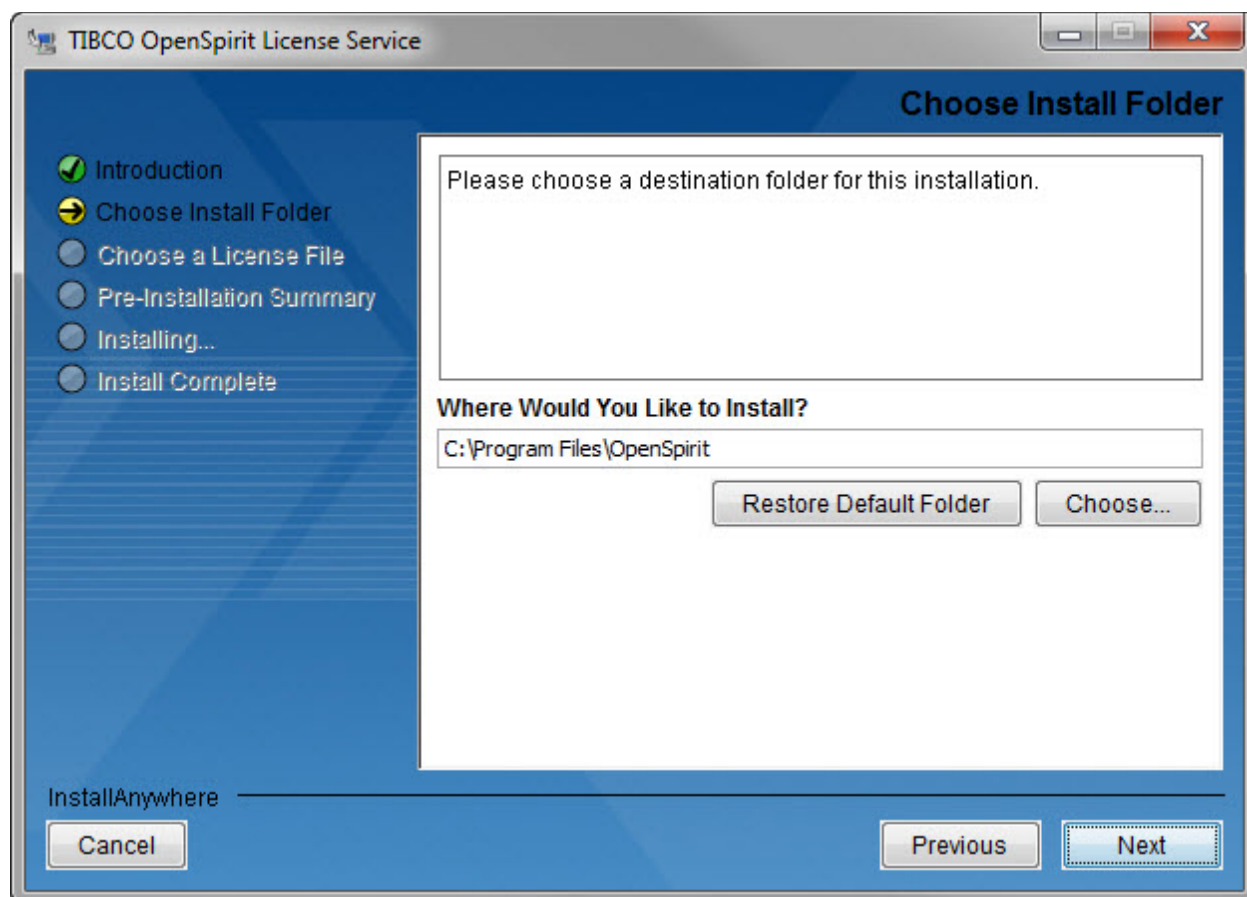 TIBCO OpenSpirit License Service
Choose Install Folder
Introduction
Choose Install Folder
Choose a License File
Pre-Installation Summary
Installing...
Install Complete
Please choose a destination folder for this installation.
Where Would You Like to Install?
C:\Program Files\OpenSpirit
Restore Default Folder
Choose...
InstallAnywhere
Cancel
Previous
Next